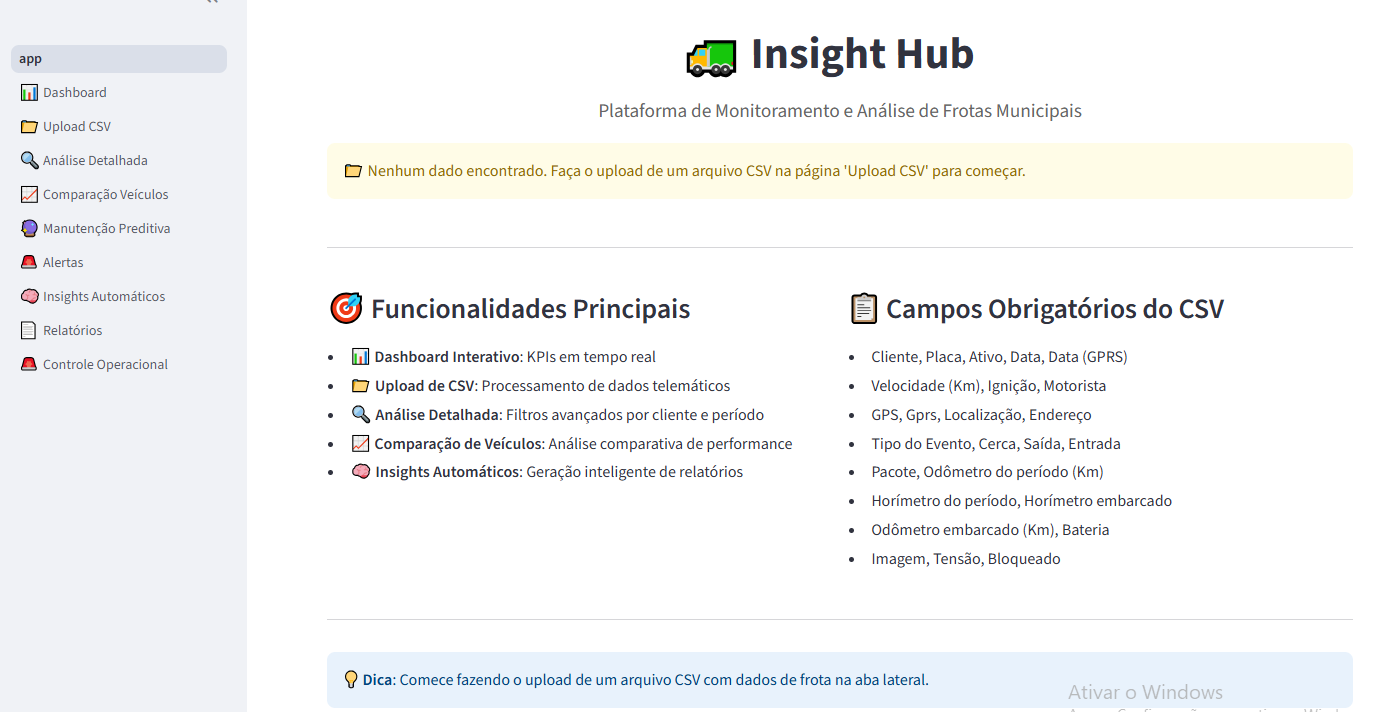 app
Dashboard
Upload CSV
Análise Detalhada
Comparação Veículos
Manutenção Preditiva
Alertas
Insights Automáticos
Relatórios
Controle Operacional
Insight Hub
Plataforma de Monitoramento e Análise de Frotas Municipais
Nenhum dado encontrado. Faça o upload de um arquivo CSV na página 'Upload CSV' para começar.
Funcionalidades Principais
Dashboard Interativo: KPIs em tempo real
Upload de CSV: Processamento de dados telemáticos
Análise Detalhada: Filtros avançados por cliente e período
Comparação de Veículos: Análise comparativa de performance
Insights Automáticos: Geração inteligente de relatórios
Campos Obrigatórios do CSV
Cliente, Placa, Ativo, Data, Data (GPRS)
Velocidade (Km), Ignição, Motorista
GPS, Gprs, Localização, Endereço
Tipo do Evento, Cerca, Saída, Entrada
Pacote, Odômetro do período (Km)
Horímetro do período, Horímetro embarcado
Odômetro embarcado (Km), Bateria
Imagem, Tensão, Bloqueado
Dica: Comece fazendo o upload de um arquivo CSV com dados de frota na aba lateral.
Ativar o Windows